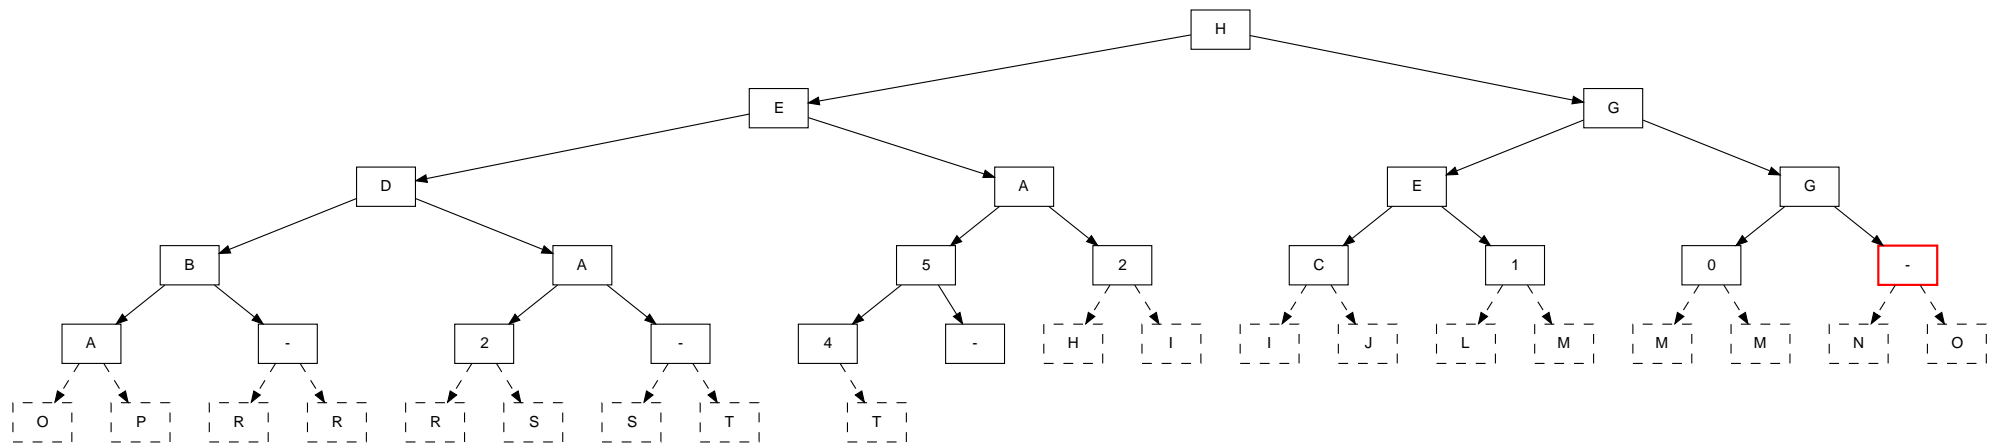 H
E G
D A E G
B A 5 2 C 1 0 -
A - 2 - 4 - H I I J L M M M N O
O P R R R S S T T